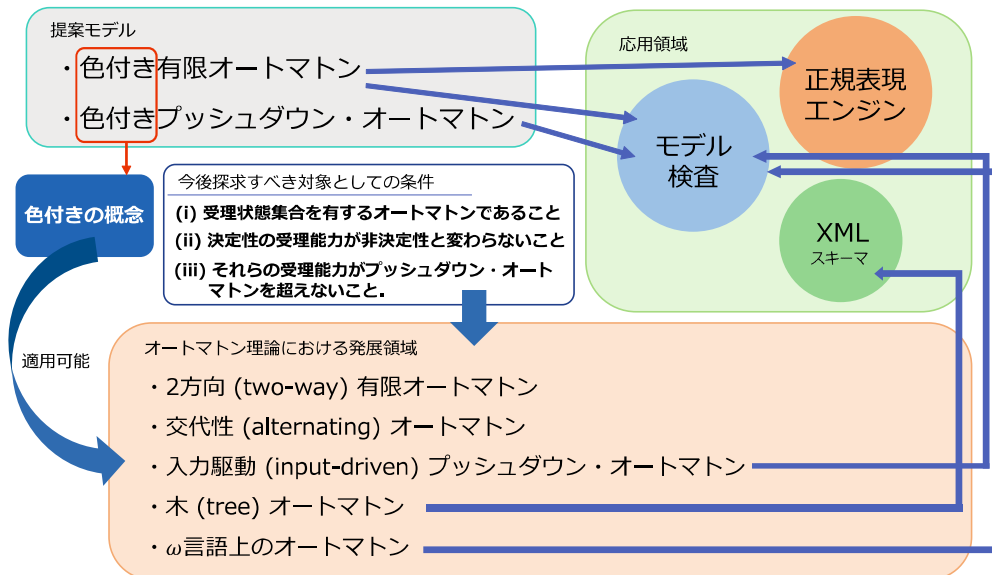 提案モデル
・色付き有限オートマトン
・色付きプッシュダウン・オートマトン
応用領域
正規表現
エンジン
モデル
検査
XML
スキーマ
色付きの概念
今後探求すべき対象としての条件
(i) 受理状態集合を有するオートマトンであること
(ii) 決定性の受理能力が非決定性と変わらないこと
(iii) それらの受理能力がプッシュダウン・オート
マトンを超えないこと.
適用可能
オートマトン理論における発展領域
・2方向 (two-way) 有限オートマトン
・交代性 (alternating) オートマトン
・入力駆動 (input-driven) プッシュダウン・オートマトン
・木 (tree) オートマトン
・ω言語上のオートマトン